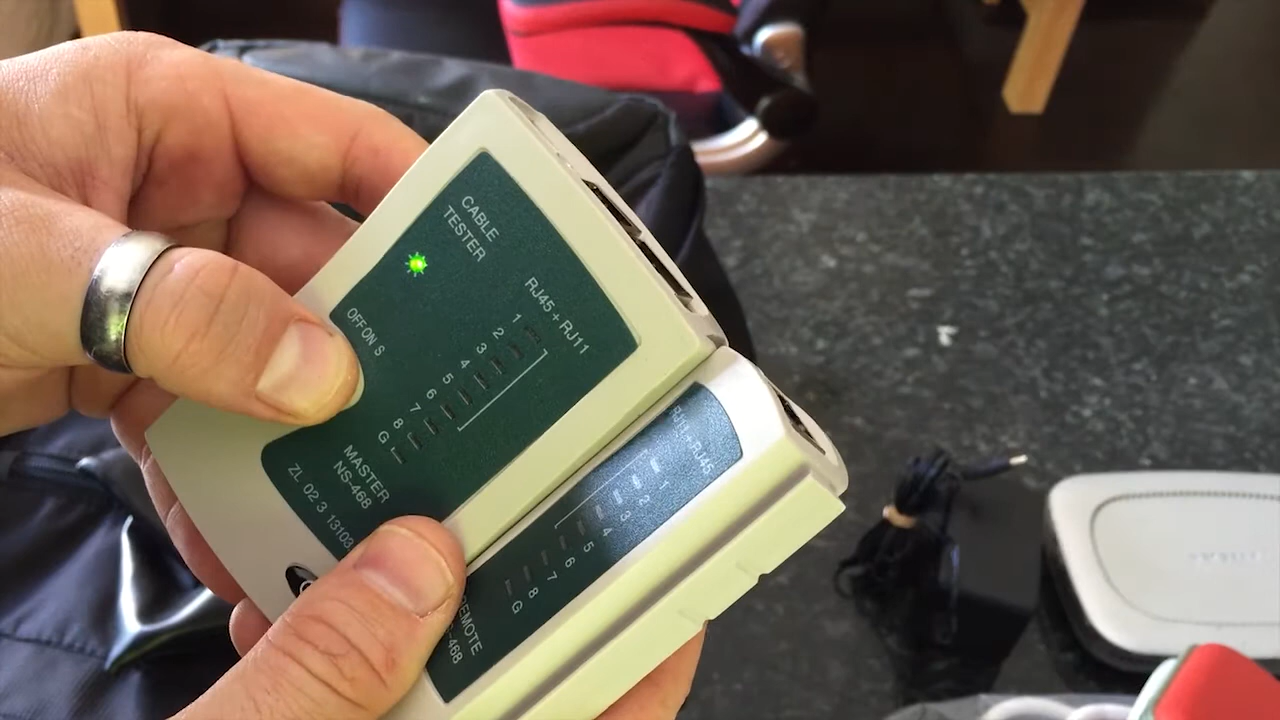 CABLE
TESTER
RJ45 + RJ11
OFF ON S
1
2
3
4
5
6
7
8
G
MASTER
NS-468
ZL 02 3 13103
RJ45
1
2
3
4
5
6
7
8
G
REMOTE
-468